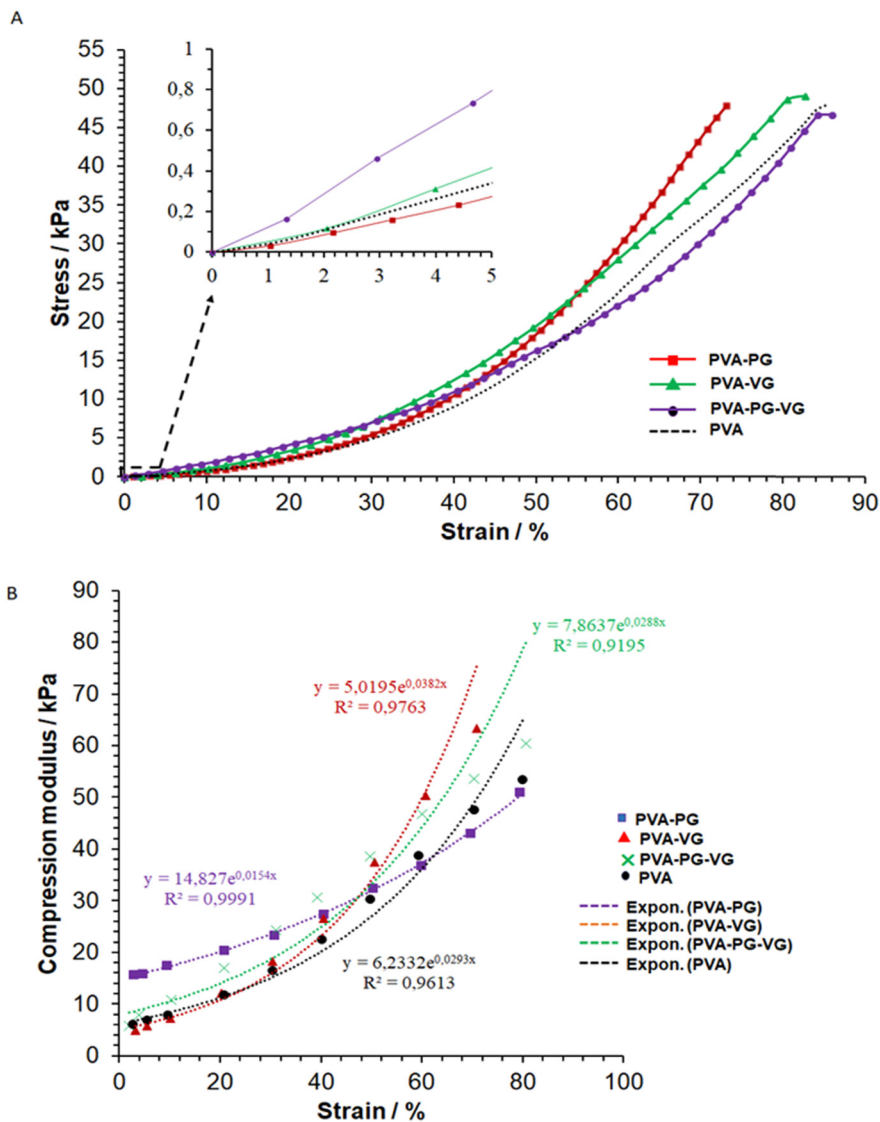 A
55
50
45
40
35
30
25
20
15
10
5
0
Stress / kPa
1
0,8
0,6
0,4
0,2
0
0 1 2 3 4 5
PVA-PG
PVA-VG
PVA-PG-VG
PVA
0 10 20 30 40 50 60 70 80 90
Strain / %
B
90
80
70
60
50
40
30
20
10
0
Compression modulus / kPa
y = 7,8637e^0,0288x
R² = 0,9195
y = 5,0195e^0,0382x
R² = 0,9763
y = 14,827e^0,0154x
R² = 0,9991
y = 6,2332e^0,0293x
R² = 0,9613
PVA-PG
PVA-VG
PVA-PG-VG
PVA
Expon. (PVA-PG)
Expon. (PVA-VG)
Expon. (PVA-PG-VG)
Expon. (PVA)
0 20 40 60 80 100
Strain / %